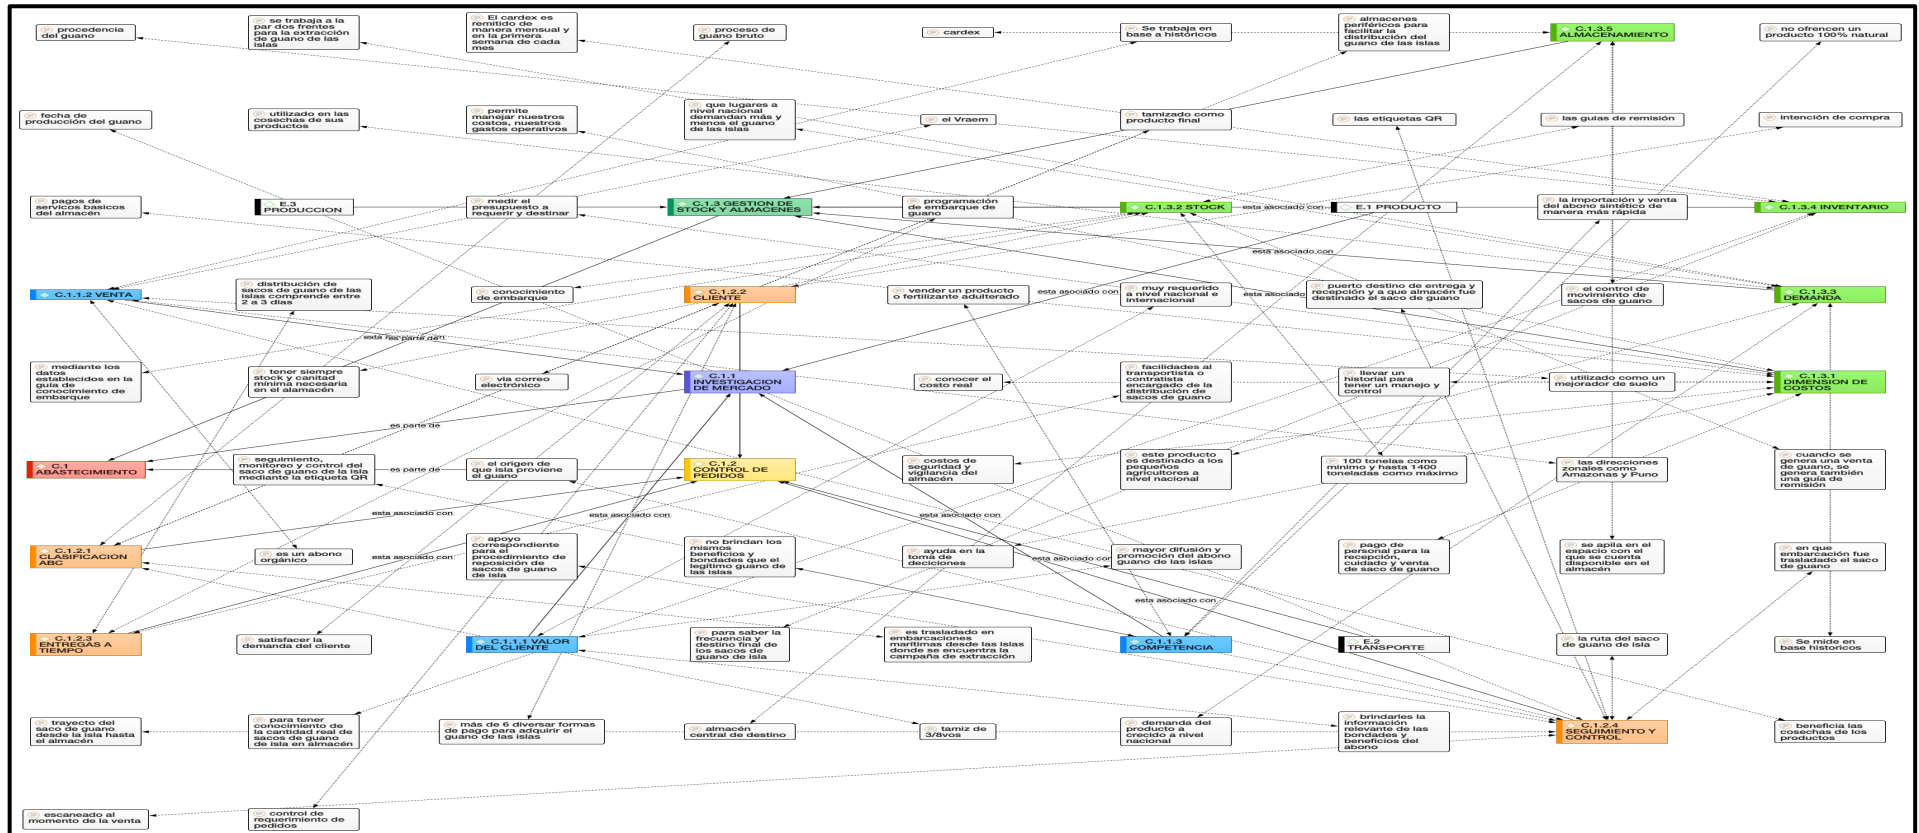 procedencia
del guano
se trabaja a la
par dos frentes
para la extracción
de guano de las
islas
El cardex es
remitido de
manera mensual y
en la primera
semana de cada
mes
proceso de
guano bruto
cardex
Se trabaja en
base a históricos
almacenes
periféricos para
facilitar la
distribución del
guano de las islas
C.1.3.5
ALMACENAMIENTO
no ofrencen un
producto 100% natural
fecha de
producción del guano
utilizado en las
cosechas de sus
productos
permite
manejar nuestros
costos, nuestros
gastos operativos
que lugares a
nivel nacional
demandan más y
menos el guano
de las islas
el Vraem
tamizado como
producto final
las etiquetas QR
las guias de remisión
intención de compra
pagos de
servicios basicos
del almacén
E.3
PRODUCCION
medir el
presupuesto a
requerir y destinar
C.1.3 GESTION DE
STOCK Y ALMACENES
programación
de embarque de
guano
C.1.3.2 STOCK
esta asociado con
E.1 PRODUCTO
la importación y venta
del abono sintético de
manera más rápida
C.1.3.4 INVENTARIO
esta asociado con
C.1.1.2 VENTA
distribución de
sacos de guano de las
islas comprende entre
2 a 3 días
conocimiento
de embarque
C.1.2.2
CLIENTE
vender un producto
o fertilizante adulterado
esta asociado con
muy requerido
a nivel nacional e
internacional
esta asociado con
puerto destino de entrega y
recepción y a que almacén fue
destinado el saco de guano
el control de
movimiento de
sacos de guano
C.1.3.3
DEMANDA
es parte de
mediante los
datos
establecidos en la
guía de
conocimiento de
embarque
tener siempre
stock y canitad
mínima necesaria
en el alamacén
vía correo
electrónico
C.1.1
INVESTIGACION
DE MERCADO
conocer el
costo real
facilidades al
transportista o
contratista
encargado de la
distribución de
sacos de guano
llevar un
historial para
tener un manejo y
control
utilizado como un
mejorador de suelo
C.1.3.1
DIMENSION DE
COSTOS
es parte de
C.1
ABASTECIMIENTO
seguimiento,
monitoreo y control del
saco de guano de la isla
mediante la etiqueta QR
es parte de
el origen de
que isla proviene
el guano
C.1.2
CONTROL DE
PEDIDOS
costos de
seguridad y
vigilancia del
almacén
este producto
es destinado a los
pequeños
agricultores a
nivel nacional
100 tonelas como
mínimo y hasta 1400
toneladas como máximo
las direcciones
zonales como
Amazonas y Puno
cuando se
genera una venta
de guano, se
genera también
una guía de
remisión
esta asociado con
esta asociado con
C.1.2.1
CLASIFICACION
ABC
es un abono
orgánico
esta asociado con
apoyo
correspondiente
para el
procedimiento de
reposición de
sacos de guano
de isla
no brindan los
mismos
beneficios y
bondades que el
legítimo guano de
las islas
ayuda en la
toma de
deciciones
esta asociado con
mayor difusión y
promoción del abono
guano de las islas
pago de
personal para la
recepción,
cuidado y venta
de saco de guano
se apila en el
espacio con el
que se cuenta
disponible en el
almacén
en que
embarcación fue
trasladado el saco
de guano
esta asociado con
C.1.2.3
ENTREGAS A
TIEMPO
satisfacer la
demanda del cliente
C.1.1.1 VALOR
DEL CLIENTE
para saber la
frecuencia y
destino final de
los sacos de
guano de isla
es trasladado en
embarcaciones
marítimas desde las islas
donde se encuentra la
campaña de extracción
C.1.1.3
COMPETENCIA
E.2
TRANSPORTE
la ruta del saco
de guano de isla
Se mide en
base historicos
trayecto del
saco de guano
desde la isla hasta
el almacén
para tener
conocimiento de
la cantidad real de
sacos de guano
de isla en almacén
más de 6 diversar formas
de pago para adquirir el
guano de las islas
almacén
central de destino
tamiz de
3/8vos
demanda del
producto a
crecido a nivel
nacional
brindarles la
información
relevante de las
bondades y
beneficios del
abono
C.1.2.4
SEGUIMIENTO Y
CONTROL
beneficia las
cosechas de los
productos
escaneado al
momento de la venta
control de
requerimiento de
pedidos